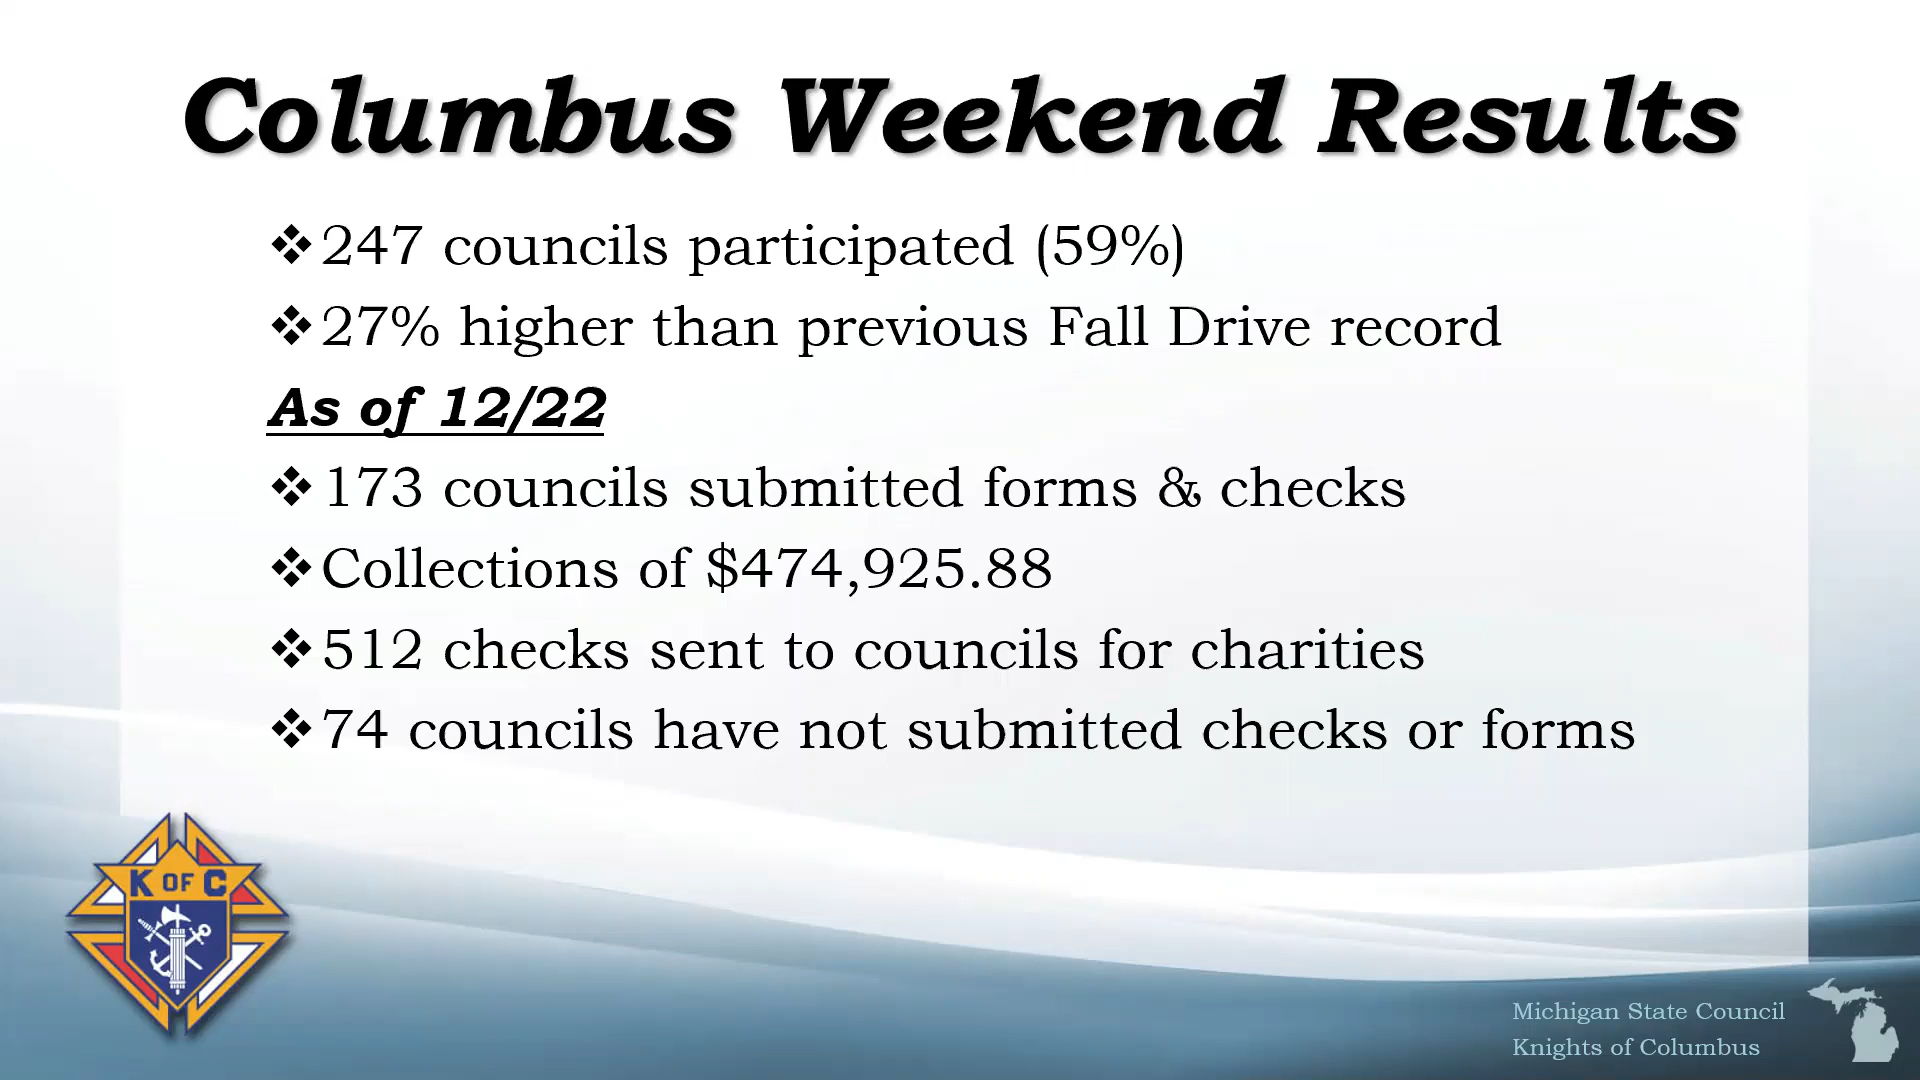 Columbus Weekend Results
❖247 councils participated (59%)
❖27% higher than previous Fall Drive record
As of 12/22
❖173 councils submitted forms & checks
❖Collections of $474,925.88
❖512 checks sent to councils for charities
❖74 councils have not submitted checks or forms
K OF C
Michigan State Council
Knights of Columbus